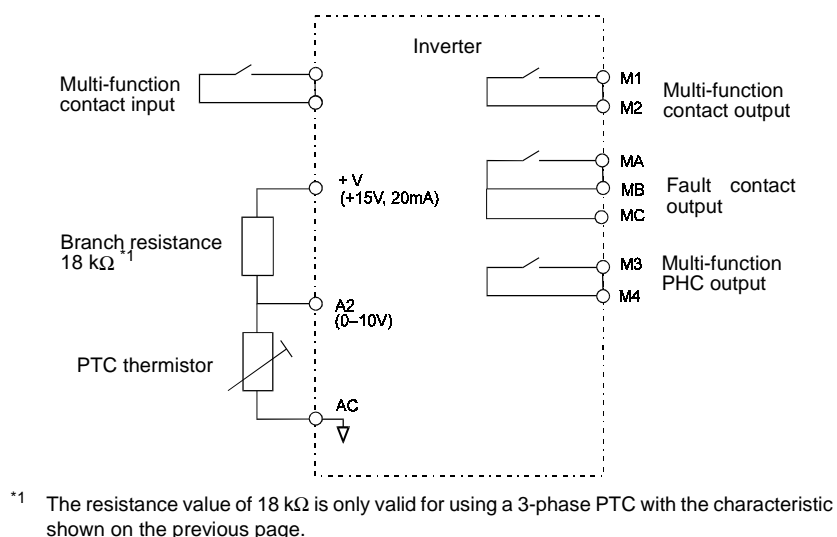 Inverter
Multi-function
contact input
M1
M2
Multi-function
contact output
+ V
(+15V, 20mA)
MA
MB
MC
Fault contact
output
Branch resistance
18 kΩ *1
A2
(0–10V)
M3
M4
Multi-function
PHC output
PTC thermistor
AC
*1 The resistance value of 18 kΩ is only valid for using a 3-phase PTC with the characteristic
shown on the previous page.